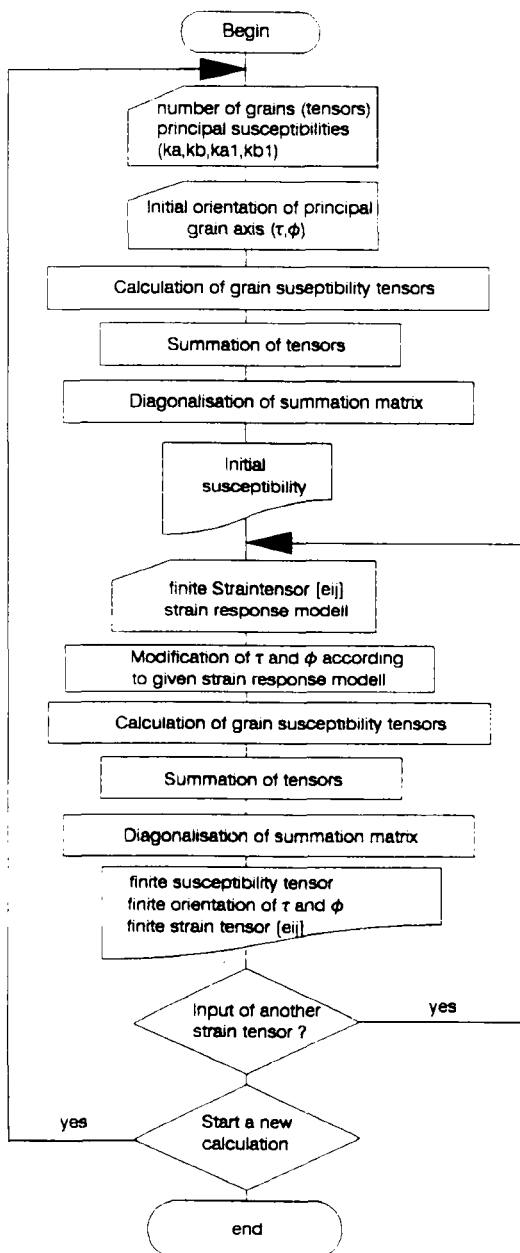 Begin
number of grains (tensors)
principal susceptibilities
(ka,kb,ka1,kb1)
Initial orientation of principal
grain axis (τ,ϕ)
Calculation of grain suseptibility tensors
Summation of tensors
Diagonalisation of summation matrix
Initial
susceptibility
finite Straintensor [eij]
strain response modell
Modification of τ and ϕ according
to given strain response modell
Calculation of grain susceptibility tensors
Summation of tensors
Diagonalisation of summation matrix
finite susceptibility tensor
finite orientation of τ and ϕ
finite strain tensor [eij]
Input of another
strain tensor ?
yes
Start a new
calculation
yes
end